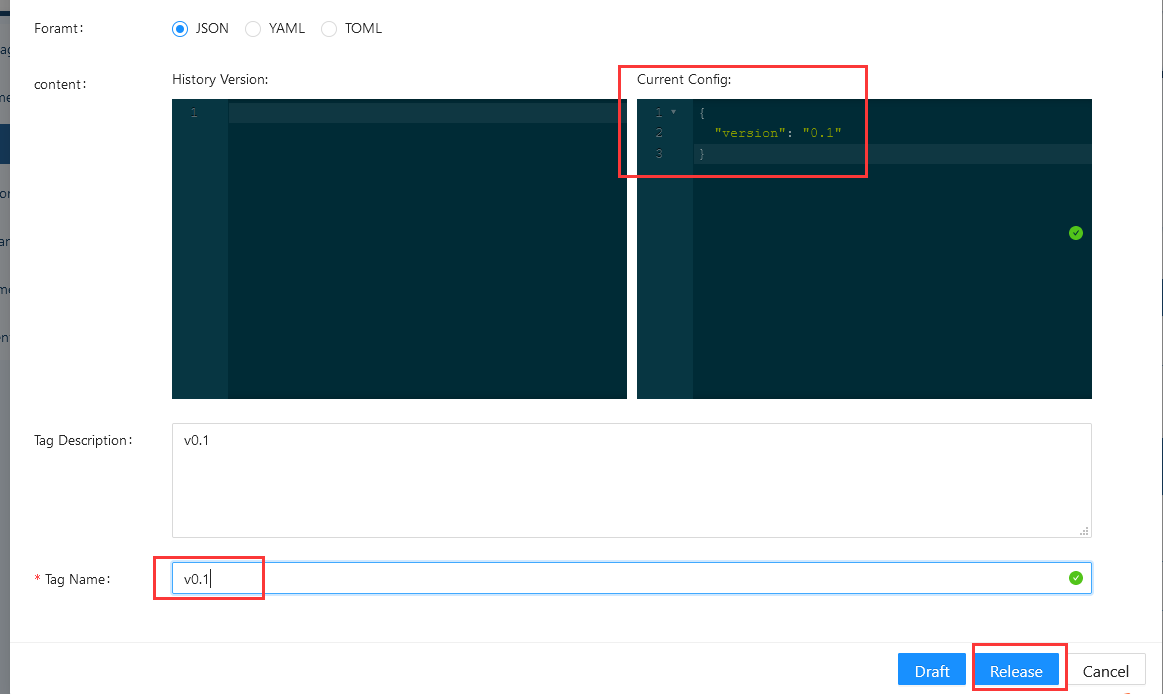 Foramt:
JSON YAML TOML
content:
History Version:
1
Current Config:
1 {
2 "version": "0.1"
3 }
Tag Description:
v0.1
* Tag Name:
v0.1
Draft Release Cancel